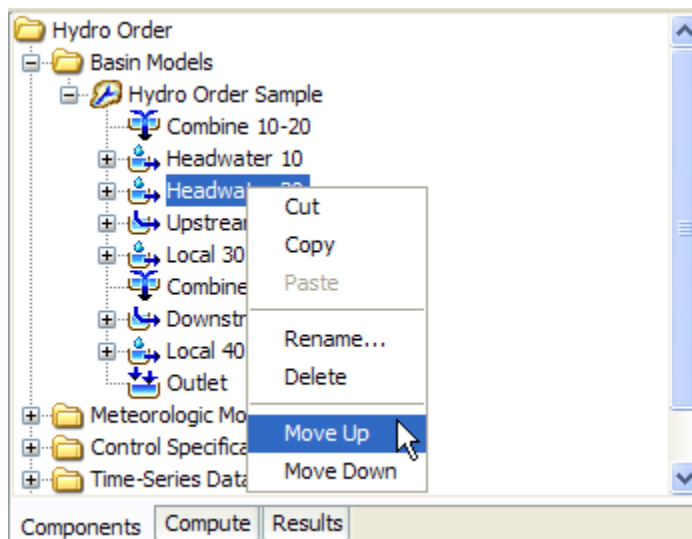 Hydro Order
Basin Models
Hydro Order Sample
Combine 10-20
Headwater 10
Upstrear
Local 30
Combine
Downstr
Local 40
Outlet
Meteorologic Mo
Control Specifica
Time-Series Data
Cut
Copy
Paste
Rename...
Delete
Move Up
Move Down
Components Compute Results